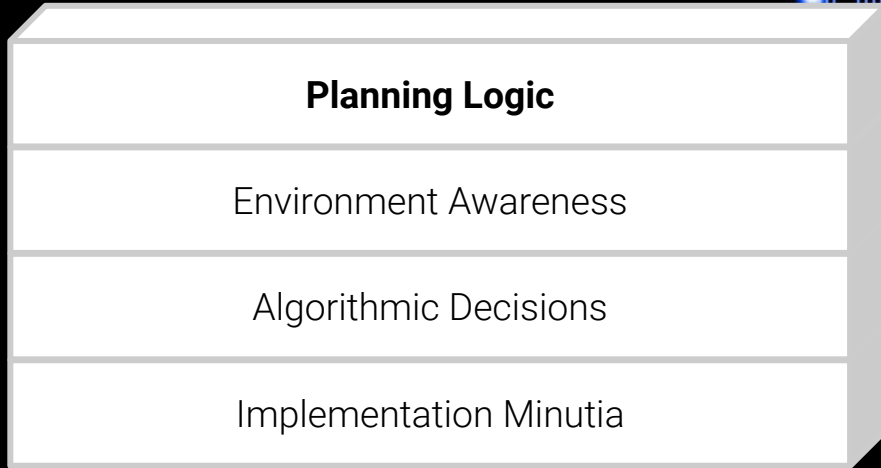 Planning Logic
Environment Awareness
Algorithmic Decisions
Implementation Minutia